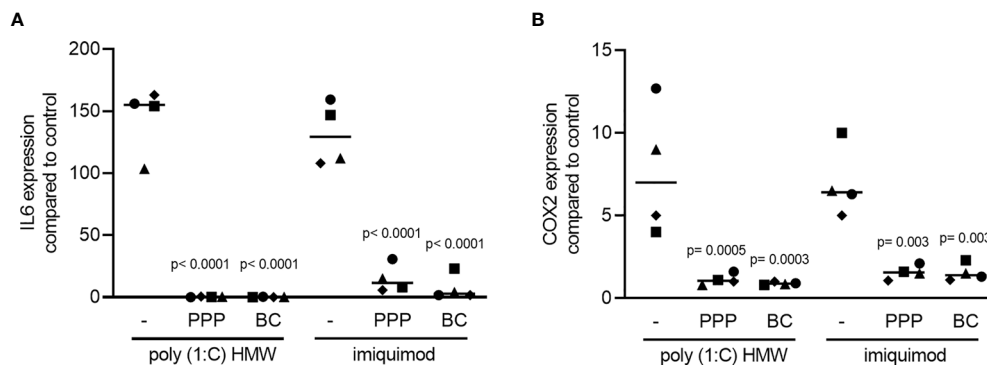 A
IL6 expression
compared to control
200
150
100
50
0
p< 0.0001
p< 0.0001
p< 0.0001
p< 0.0001
- PPP BC - PPP BC
poly (1:C) HMW imiquimod
B
COX2 expression
compared to control
15
10
5
0
p= 0.0005
p= 0.0003
p= 0.003
p= 0.003
- PPP BC - PPP BC
poly (1:C) HMW imiquimod